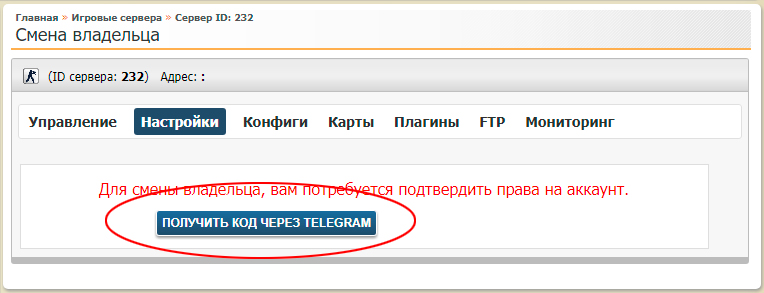 Главная » Игровые сервера » Сервер ID: 232
Смена владельца
(ID сервера: 232) Адрес: :
Управление Настройки Конфиги Карты Плагины FTP Мониторинг
Для смены владельца, вам потребуется подтвердить права на аккаунт.
ПОЛУЧИТЬ КОД ЧЕРЕЗ TELEGRAM